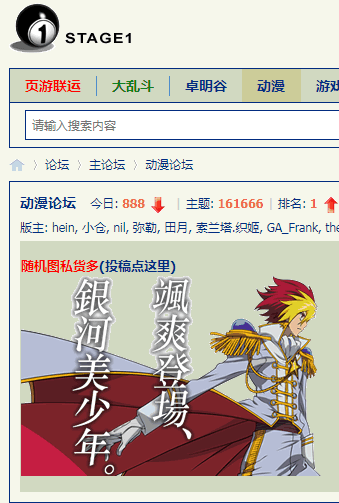 1 STAGE1
页游联运 大乱斗 卓明谷 动漫 游戏
请输入搜索内容
论坛 〉 主论坛 〉 动漫论坛
动漫论坛 今日: 888 | 主题: 161666 | 排名: 1
版主: hein, 小仓, nil, 弥勒, 田月, 索兰塔.织姬, GA_Frank, the
随机图私货多(投稿点这里)
颯爽登場、
銀河美少年。